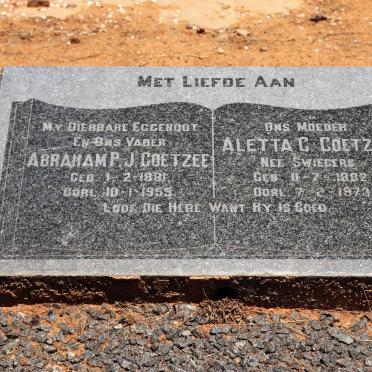 MET LIEFDE AAN
MY DIERBARE EGGENOOT
EN ONS VADER
ABRAHAM P. J. COETZEE
GEB 1-2-1881
OORL 10-1-1959
ONS MOEDER
ALETTA C. COETZ
NEE SWIEGERS
GEB 11-7-1882
OORL 7-2-1973
LOOF DIE HERE WANT HY IS GOED